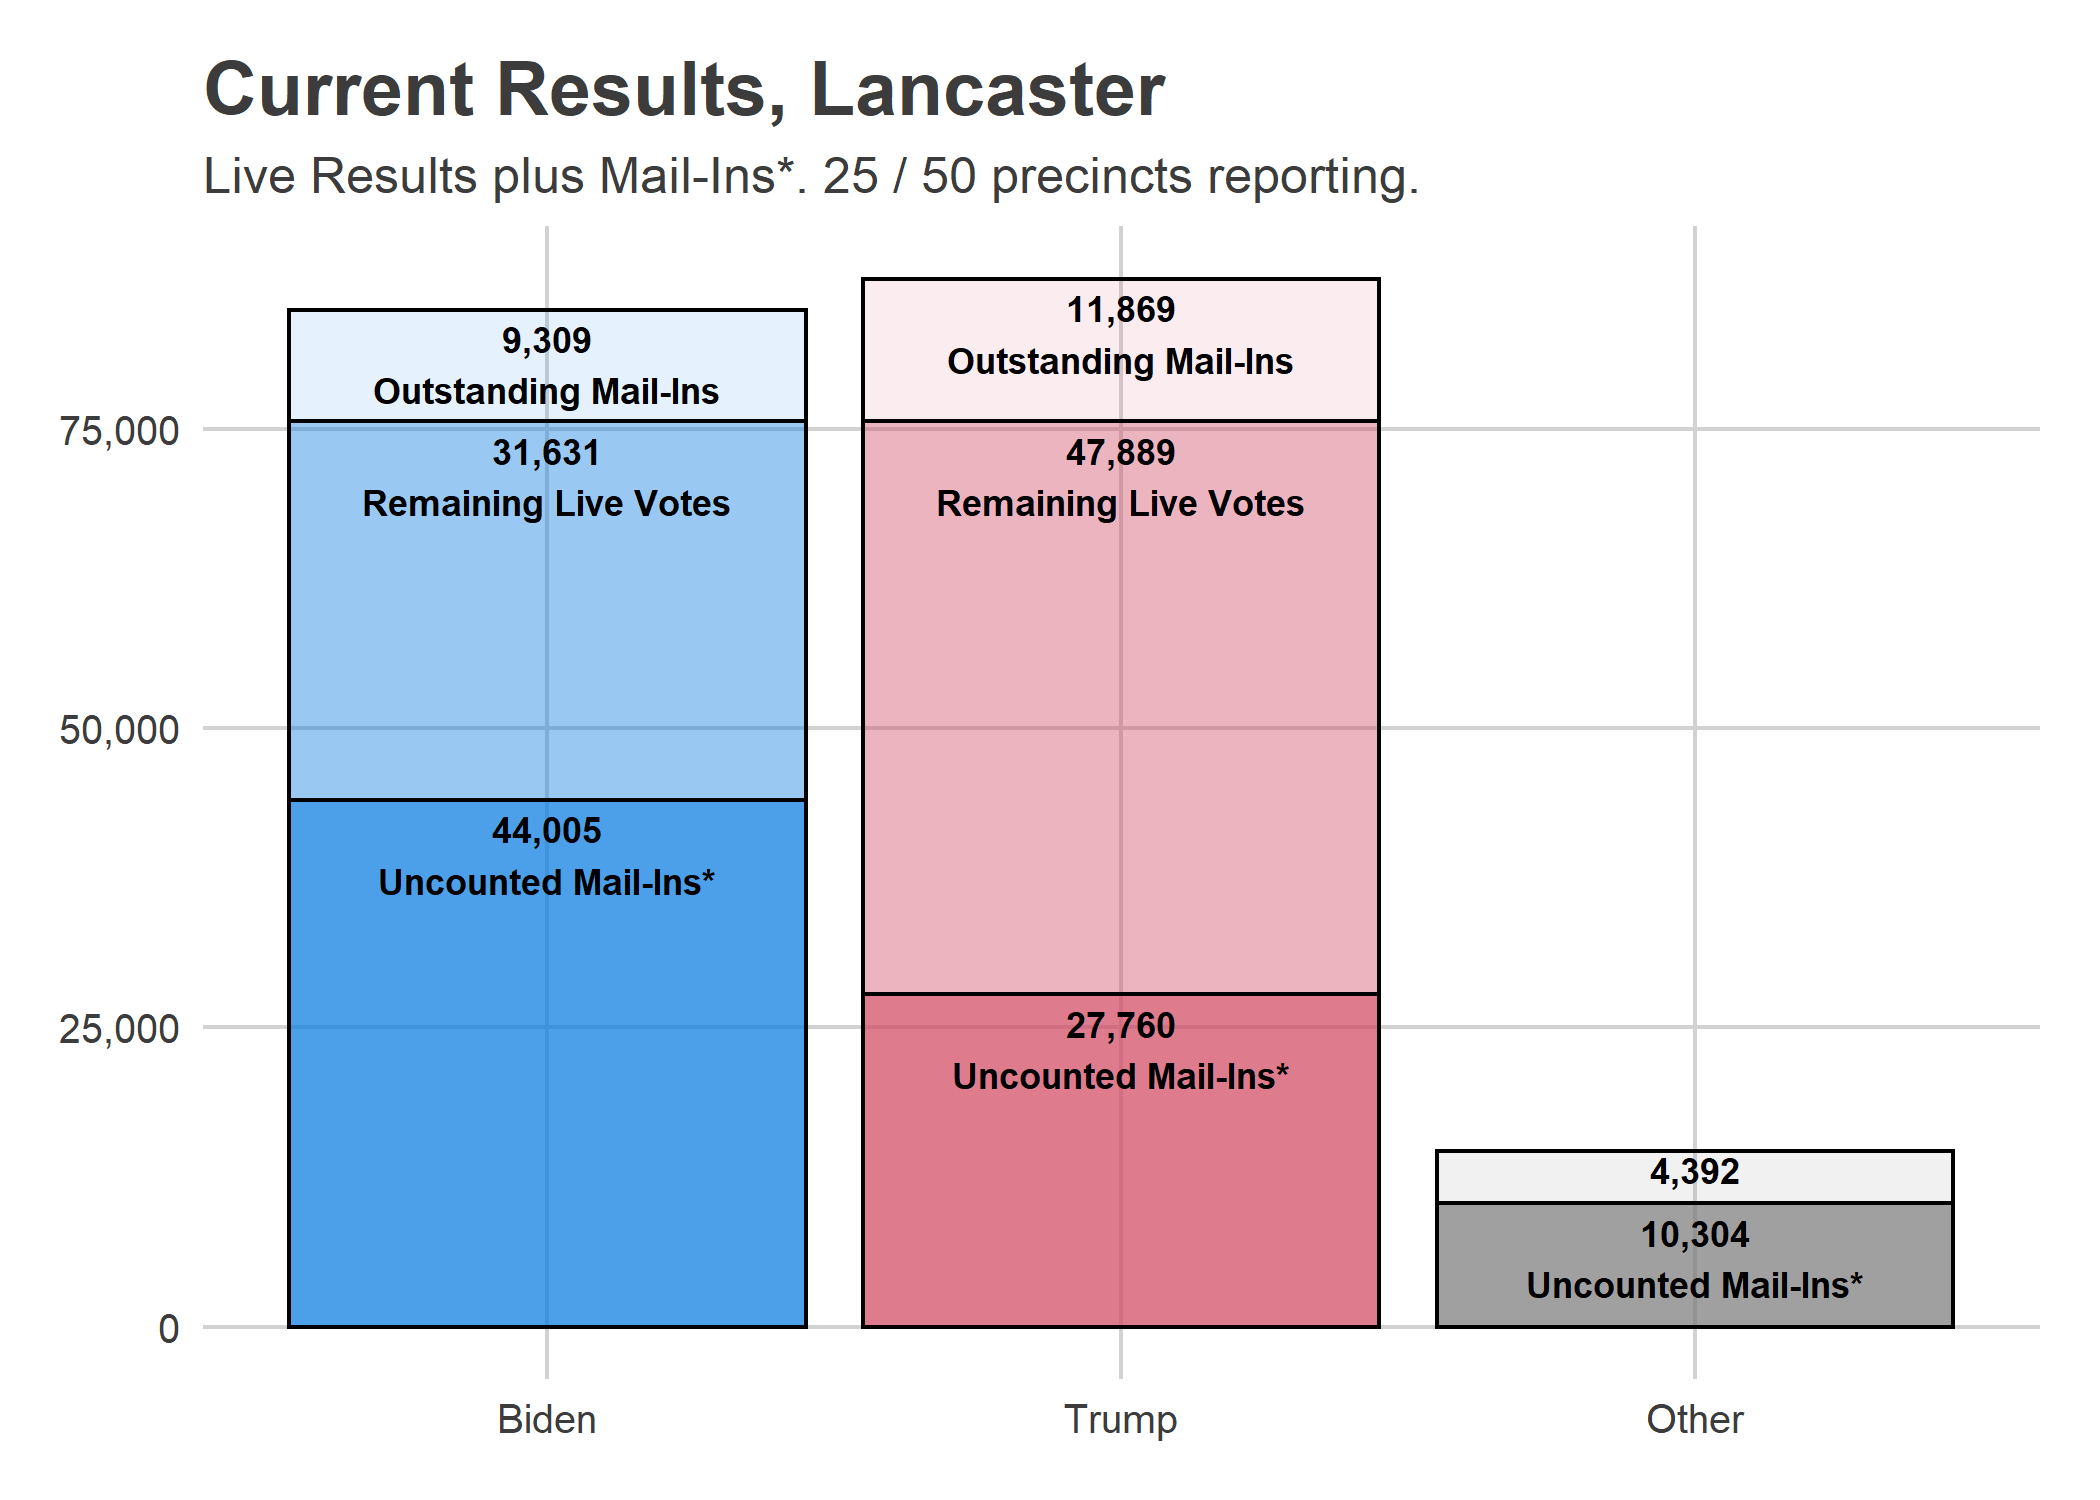 Current Results, Lancaster
Live Results plus Mail-Ins*. 25 / 50 precincts reporting.
75,000
50,000
25,000
0
9,309
Outstanding Mail-Ins
31,631
Remaining Live Votes
44,005
Uncounted Mail-Ins*
11,869
Outstanding Mail-Ins
47,889
Remaining Live Votes
27,760
Uncounted Mail-Ins*
4,392
10,304
Uncounted Mail-Ins*
Biden
Trump
Other